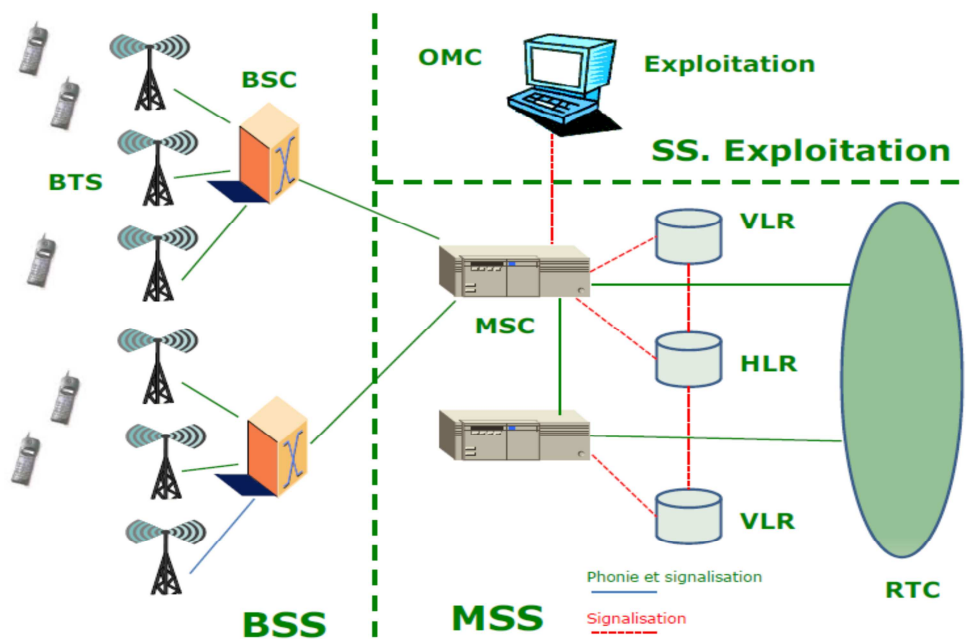 OMC
Exploitation
BSC
SS. Exploitation
BTS
VLR
MSC
HLR
VLR
Phonie et signalisation
RTC
Signalisation
BSS
MSS